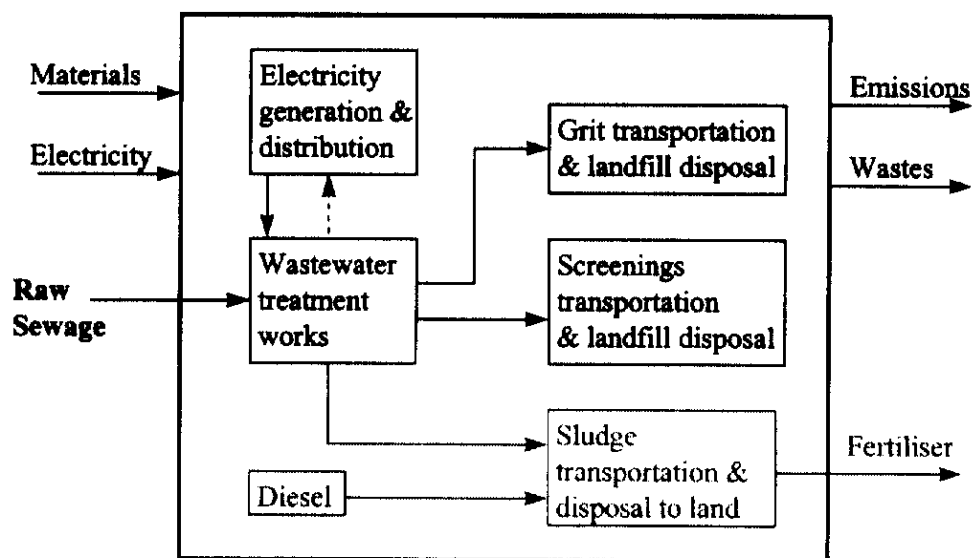 Materials
Electricity
Raw
Sewage
Electricity
generation &
distribution
Wastewater
treatment
works
Diesel
Grit transportation
& landfill disposal
Screenings
transportation
& landfill disposal
Sludge
transportation &
disposal to land
Emissions
Wastes
Fertiliser